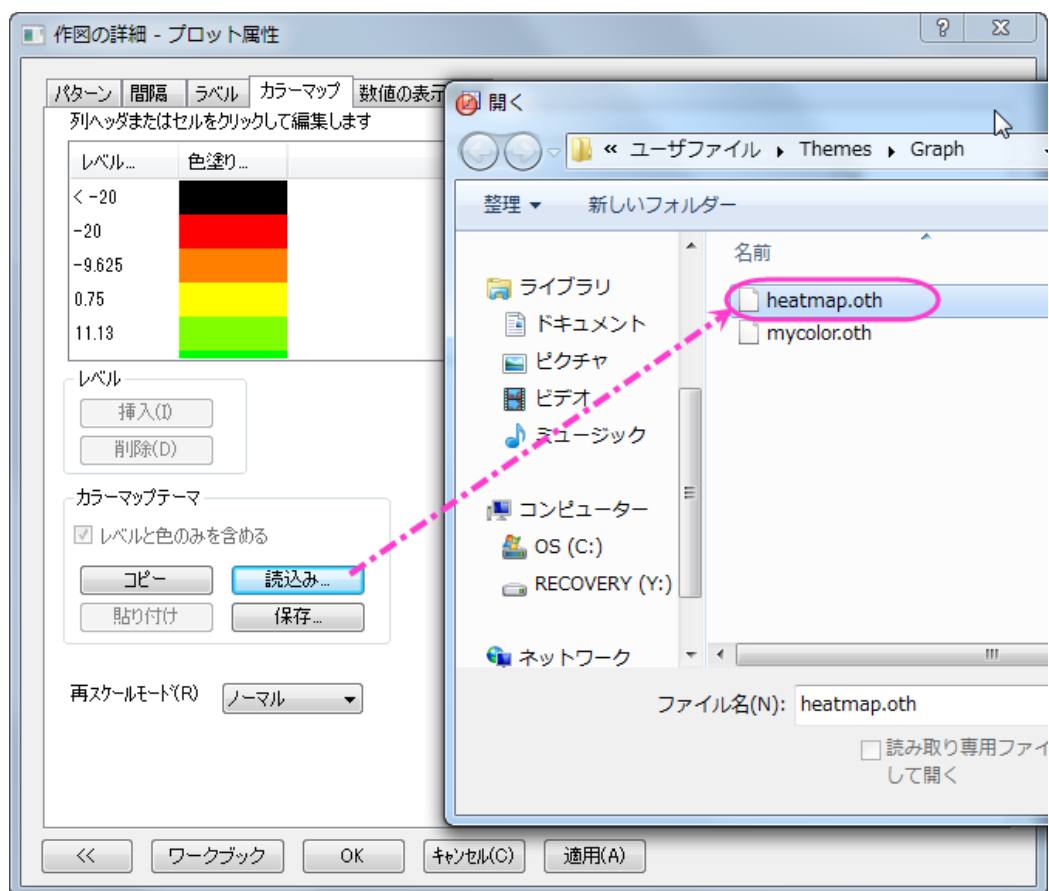 作図の詳細 - プロット属性
パターン 間隔 ラベル カラーマップ 数値の表示
列ヘッダまたはセルをクリックして編集します
レベル... 色塗り...
< -20
-20
-9.625
0.75
11.13
レベル
挿入(I)
削除(D)
カラーマップテーマ
レベルと色のみを含める
コピー 読込み...
貼り付け 保存...
再スケールモード(R) ノーマル
<< ワークブック OK キャンセル(C) 適用(A)
開く
« ユーザファイル Themes Graph
整理 新しいフォルダー
名前
heatmap.oth
mycolor.oth
ライブラリ
ドキュメント
ピクチャ
ビデオ
ミュージック
コンピューター
OS (C:)
RECOVERY (Y:)
ネットワーク
ファイル名(N): heatmap.oth
読み取り専用ファイ
して開く